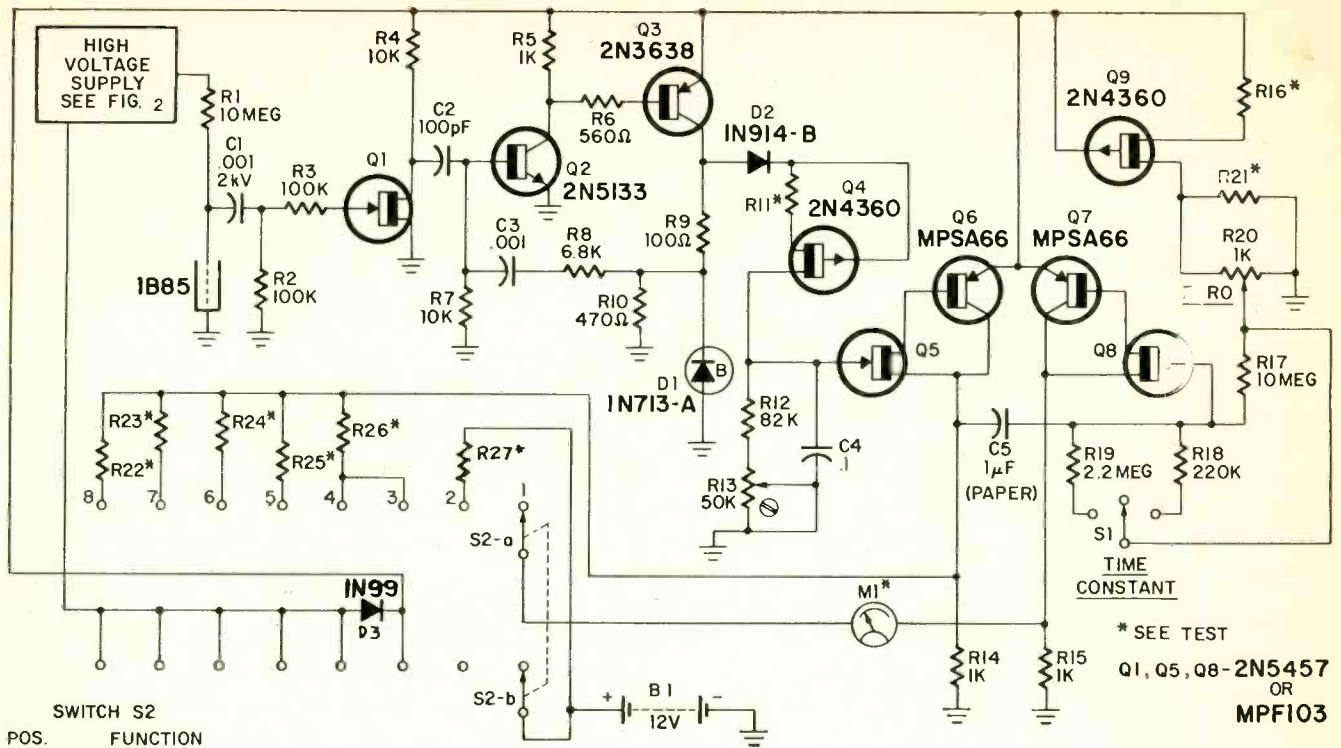 HIGH
VOLTAGE
SUPPLY
SEE FIG. 2
R1
10MEG
C1
.001
2kV
R3
100K
1B85
R2
100K
Q1
R4
10K
C2
100pF
R5
1K
Q2
2N5133
R6
560Ω
Q3
2N3638
C3
.001
R8
6.8K
R7
10K
R10
470Ω
R9
100Ω
D1
B
1N713-A
D2
1N914-B
R11*
Q4
2N4360
R12
82K
R13
50K
C4
.1
Q5
Q6
MPSA66
Q7
MPSA66
Q8
Q9
2N4360
R16*
R21*
R20
1K
RO
R17
10MEG
C5
1µF
(PAPER)
R19
2.2MEG
R18
220K
S1
TIME
CONSTANT
R23*
R22*
R24*
R25*
R26*
R27*
8
7
6
5
4
3
2
1
S2-a
1N99
D3
M1*
S2-b
+
B1
-
12V
R14
1K
R15
1K
* SEE TEST
Q1, Q5, Q8-2N5457
OR
MPF103
SWITCH S2
POS. FUNCTION